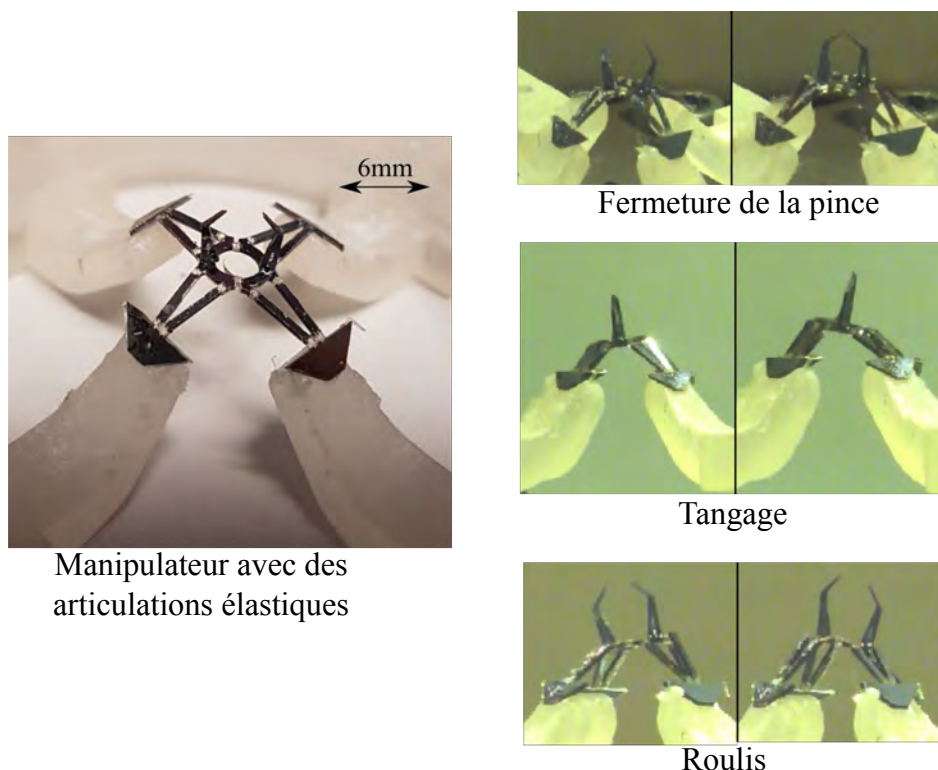 6mm
Manipulateur avec des
articulations élastiques
Fermeture de la pince
Tangage
Roulis